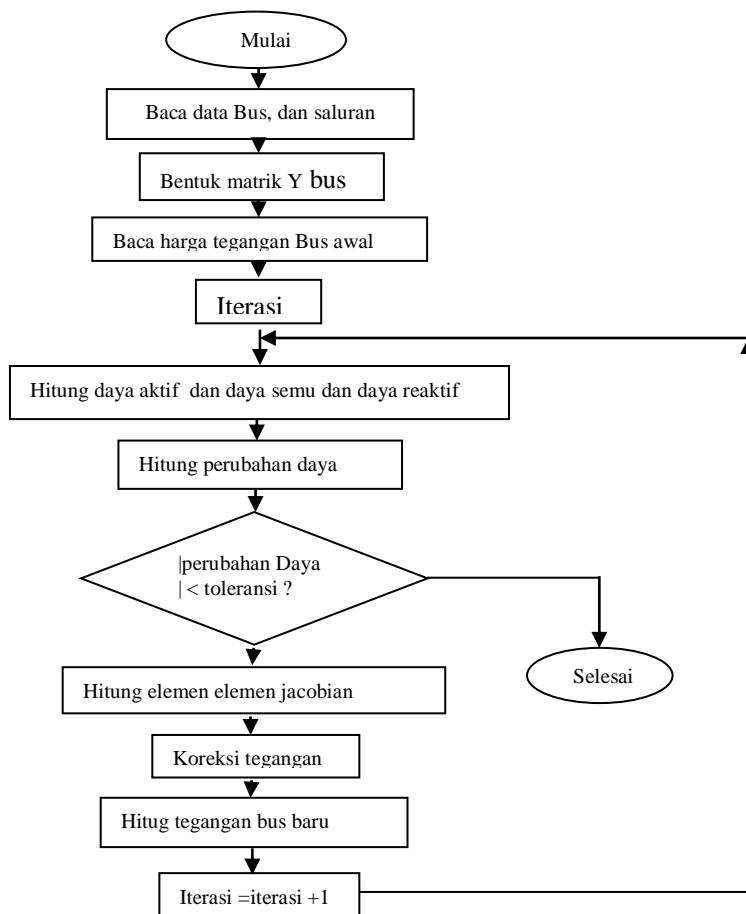 Mulai
Baca data Bus, dan saluran
Bentuk matrik Y bus
Baca harga tegangan Bus awal
Iterasi
Hitung daya aktif dan daya semu dan daya reaktif
Hitung perubahan daya
|perubahan Daya
| < toleransi ?
Selesai
Hitung elemen elemen jacobian
Koreksi tegangan
Hitug tegangan bus baru
Iterasi =iterasi +1